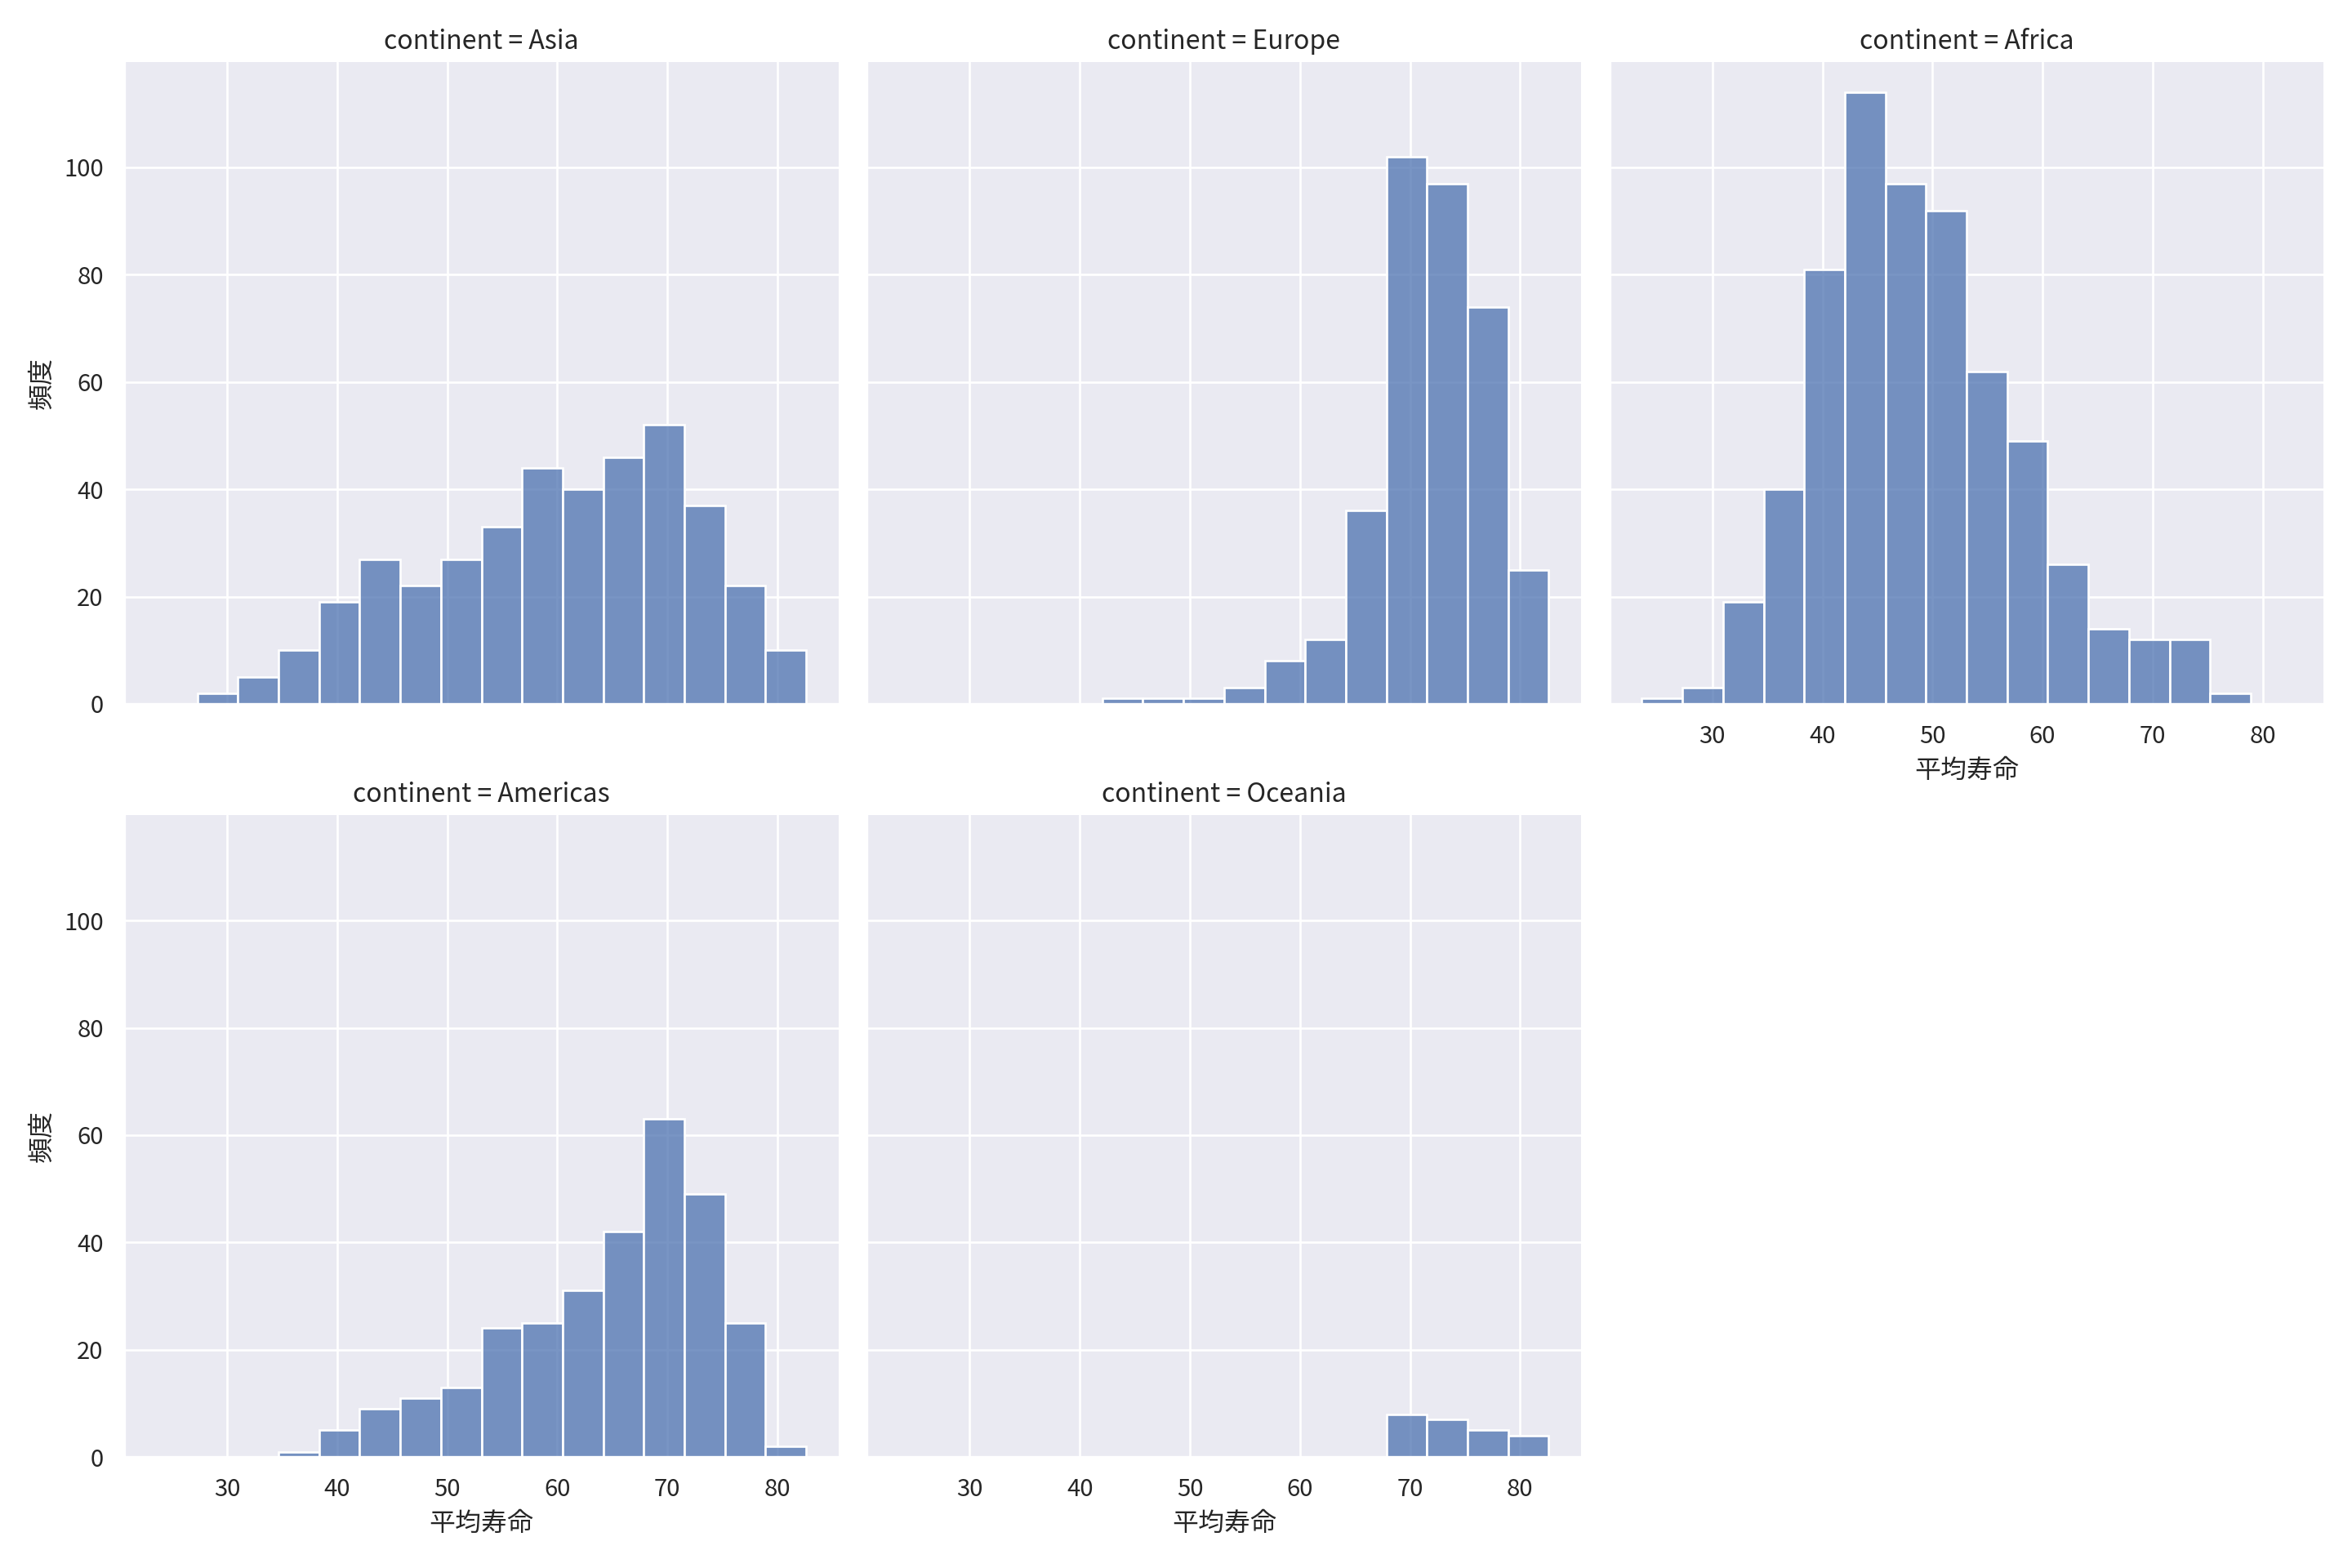 continent = Asia
continent = Europe
continent = Africa
100
80
60
40
20
0
頻度
30 40 50 60 70 80
平均寿命
continent = Americas
continent = Oceania
100
80
60
40
20
0
頻度
30 40 50 60 70 80
30 40 50 60 70 80
平均寿命
平均寿命